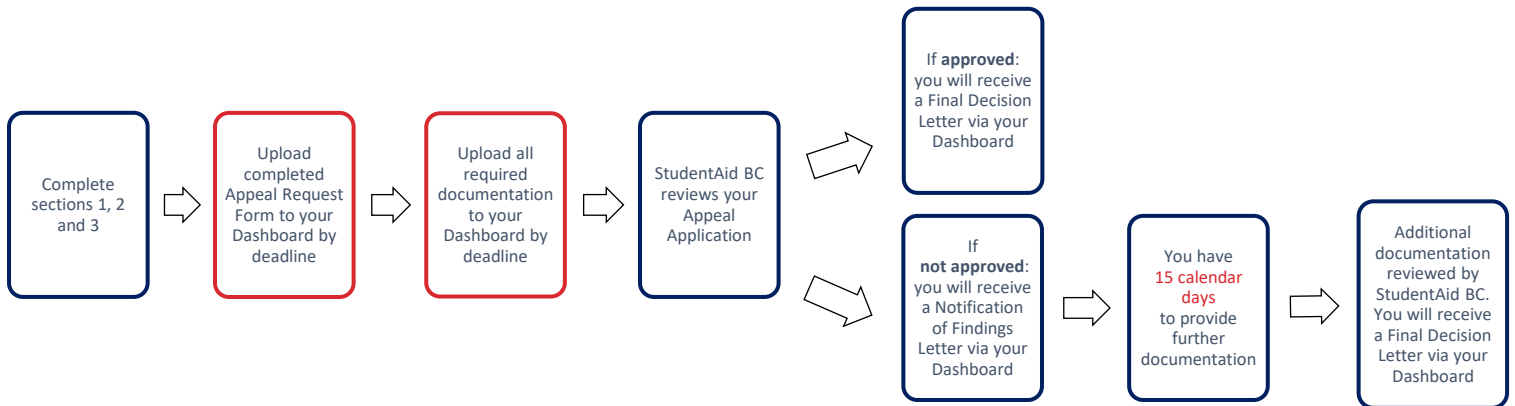 Complete
sections 1, 2
and 3
Upload
completed
Appeal Request
Form to your
Dashboard by
deadline
Upload all
required
documentation
to your
Dashboard by
deadline
StudentAid BC
reviews your
Appeal
Application
If approved:
you will receive
a Final Decision
Letter via your
Dashboard
If
not approved:
you will receive
a Notification
of Findings
Letter via your
Dashboard
You have
15 calendar
days
to provide
further
documentation
Additional
documentation
reviewed by
StudentAid BC.
You will receive
a Final Decision
Letter via your
Dashboard